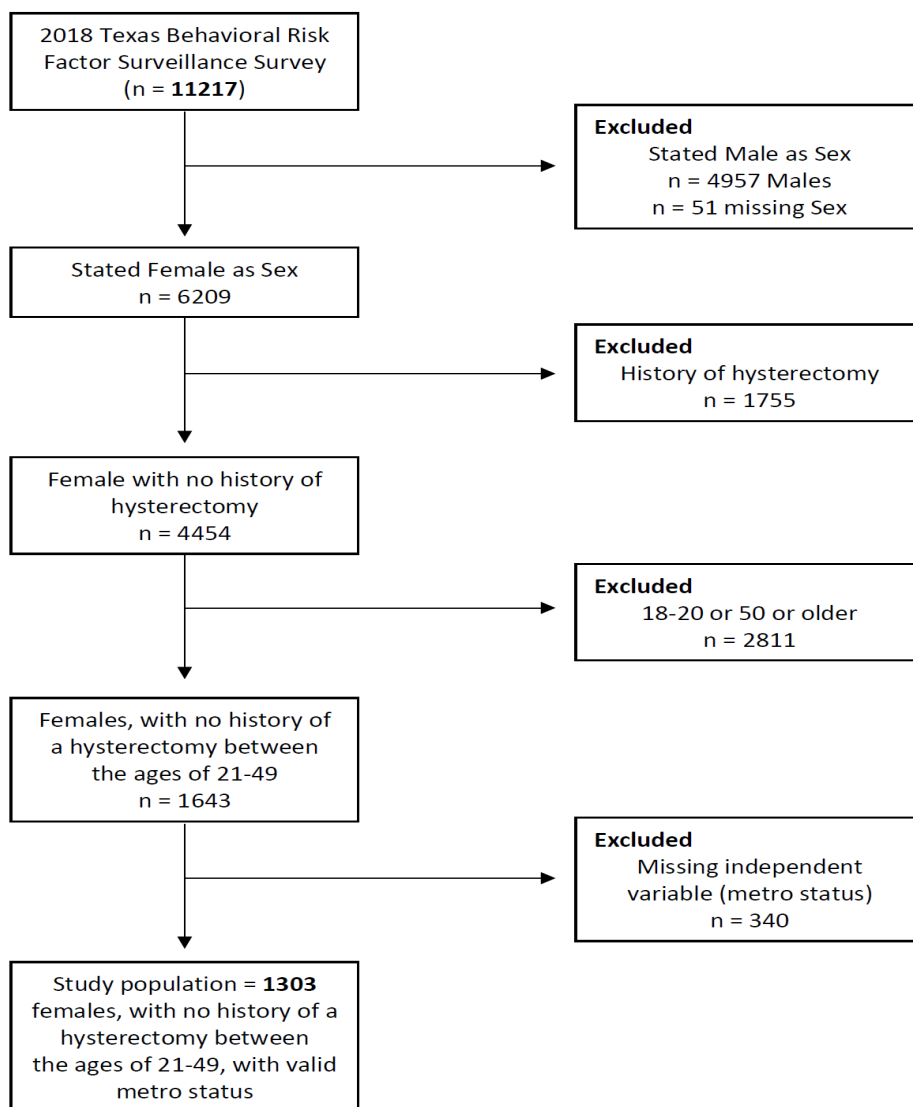 2018 Texas Behavioral Risk
Factor Surveillance Survey
(n = 11217)
Excluded
Stated Male as Sex
n = 4957 Males
n = 51 missing Sex
Stated Female as Sex
n = 6209
Excluded
History of hysterectomy
n = 1755
Female with no history of
hysterectomy
n = 4454
Excluded
18-20 or 50 or older
n = 2811
Females, with no history of
a hysterectomy between
the ages of 21-49
n = 1643
Excluded
Missing independent
variable (metro status)
n = 340
Study population = 1303
females, with no history of a
hysterectomy between
the ages of 21-49, with valid
metro status